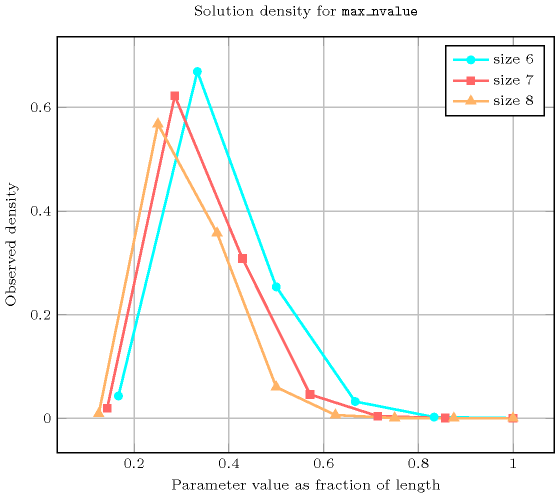 Solution density for max_nvalue
size 6
size 7
size 8
Observed density
0.6
0.4
0.2
0
0.2 0.4 0.6 0.8 1
Parameter value as fraction of length